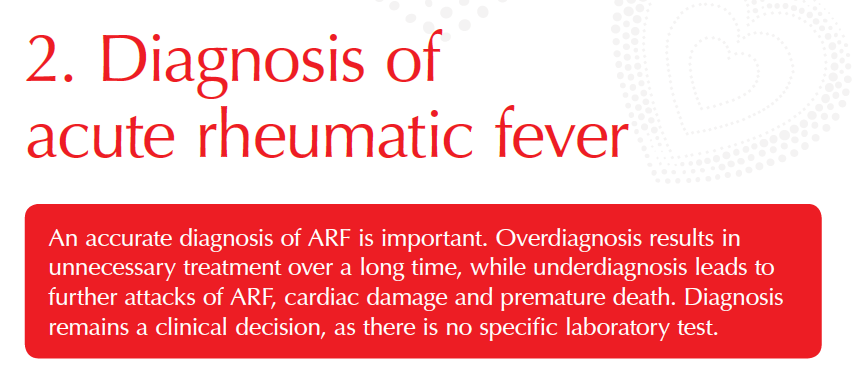 2. Diagnosis of
acute rheumatic fever
An accurate diagnosis of ARF is important. Overdiagnosis results in
unnecessary treatment over a long time, while underdiagnosis leads to
further attacks of ARF, cardiac damage and premature death. Diagnosis
remains a clinical decision, as there is no specific laboratory test.